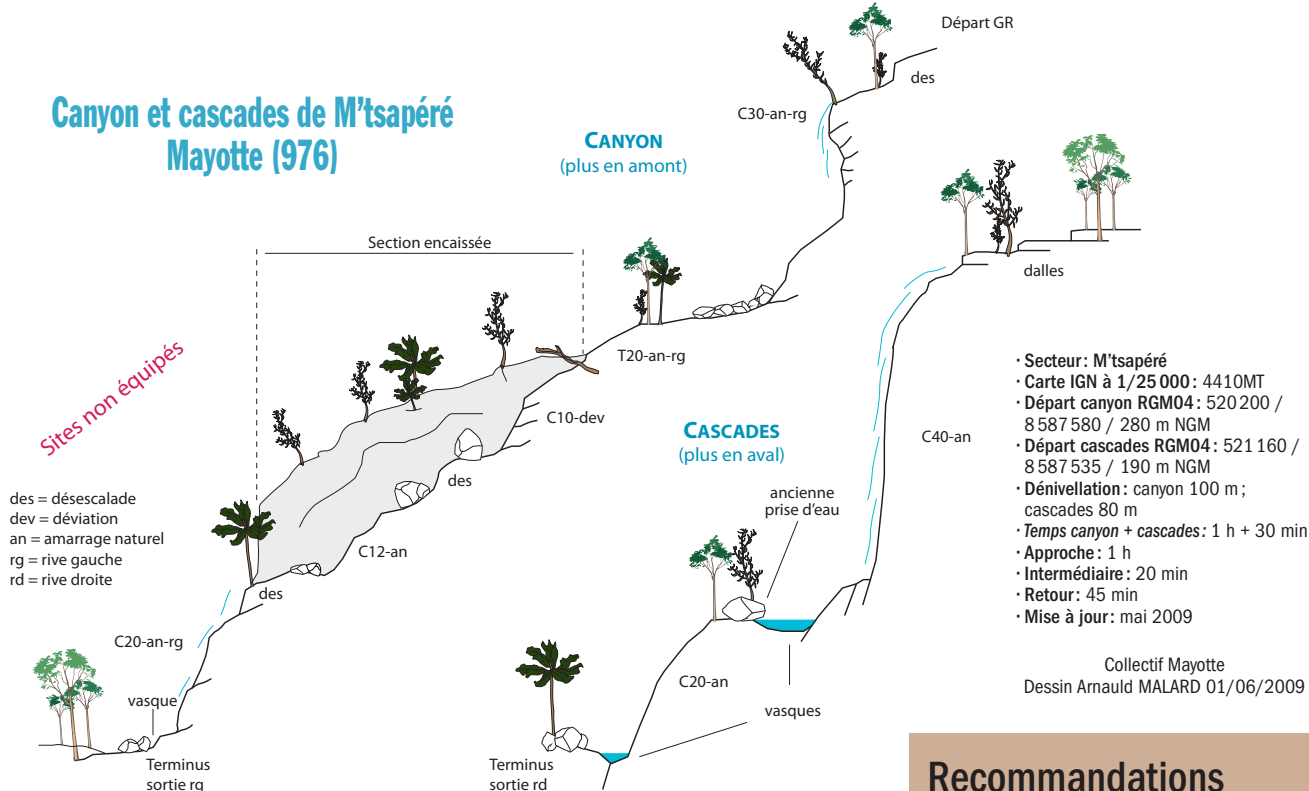 Canyon et cascades de M'tsapéré
Mayotte (976)
Départ GR
des
C30-an-rg
CANYON
(plus en amont)
Section encaissée
T20-an-rg
C10-dev
des
C12-an
des
C20-an-rg
vasque
Terminus
sortie rg
Sites non équipés
des = désescalade
dev = déviation
an = amarrage naturel
rg = rive gauche
rd = rive droite
dalles
CASCADES
(plus en aval)
C40-an
ancienne
prise d'eau
C20-an
vasques
Terminus
sortie rd
· Secteur : M'tsapéré
· Carte IGN à 1/25 000 : 4410MT
· Départ canyon RGM04 : 520 200 /
8 587 580 / 280 m NGM
· Départ cascades RGM04 : 521 160 /
8 587 535 / 190 m NGM
· Dénivellation : canyon 100 m ;
cascades 80 m
· Temps canyon + cascades : 1 h + 30 min
· Approche : 1 h
· Intermédiaire : 20 min
· Retour : 45 min
· Mise à jour : mai 2009
Collectif Mayotte
Dessin Arnauld MALARD 01/06/2009
Recommandations